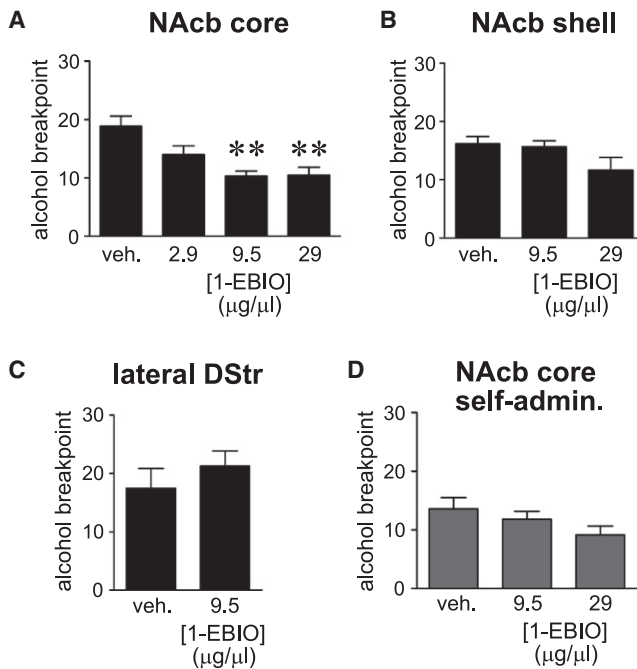 A
NAcb core
30
20
10
0
alcohol breakpoint
** **
veh. 2.9 9.5 29
[1-EBIO]
(μg/μl)
B
NAcb shell
30
20
10
0
alcohol breakpoint
veh. 9.5 29
[1-EBIO]
(μg/μl)
C
lateral DStr
30
20
10
0
alcohol breakpoint
veh. 9.5
[1-EBIO]
(μg/μl)
D
NAcb core
self-admin.
30
20
10
0
alcohol breakpoint
veh. 9.5 29
[1-EBIO]
(μg/μl)